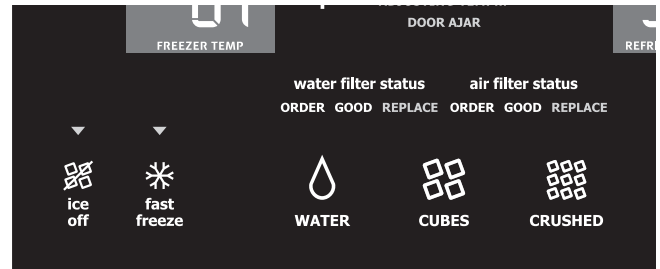 DOOR AJAR
FREEZER TEMP
water filter status air filter status
ORDER GOOD REPLACE ORDER GOOD REPLACE
ice off
fast freeze
WATER
CUBES
CRUSHED